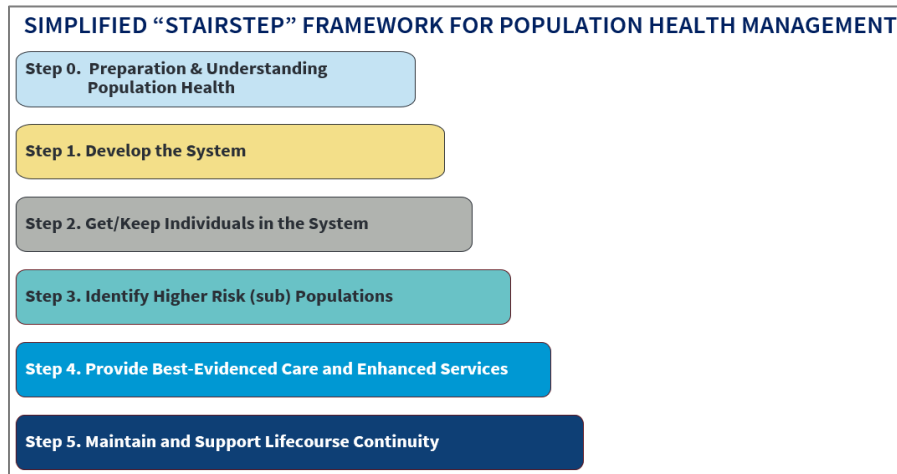 SIMPLIFIED “STAIRSTEP” FRAMEWORK FOR POPULATION HEALTH MANAGEMENT
Step 0. Preparation & Understanding
Population Health
Step 1. Develop the System
Step 2. Get/Keep Individuals in the System
Step 3. Identify Higher Risk (sub) Populations
Step 4. Provide Best-Evidenced Care and Enhanced Services
Step 5. Maintain and Support Lifecourse Continuity